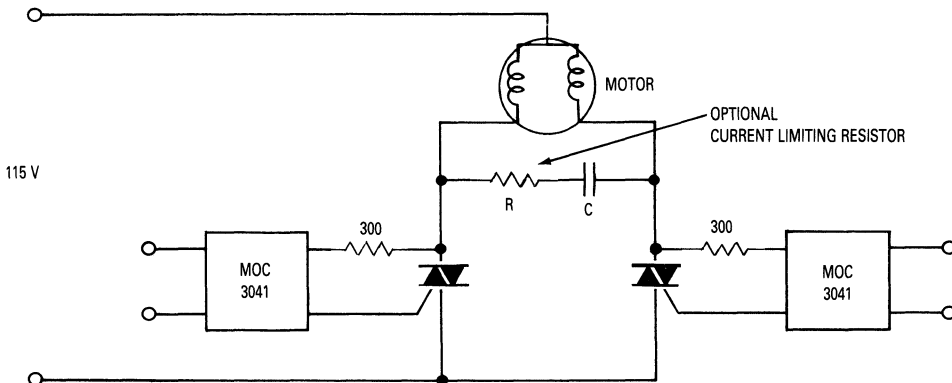 MOTOR
OPTIONAL
CURRENT LIMITING RESISTOR
115 V
R
C
300
300
MOC
3041
MOC
3041